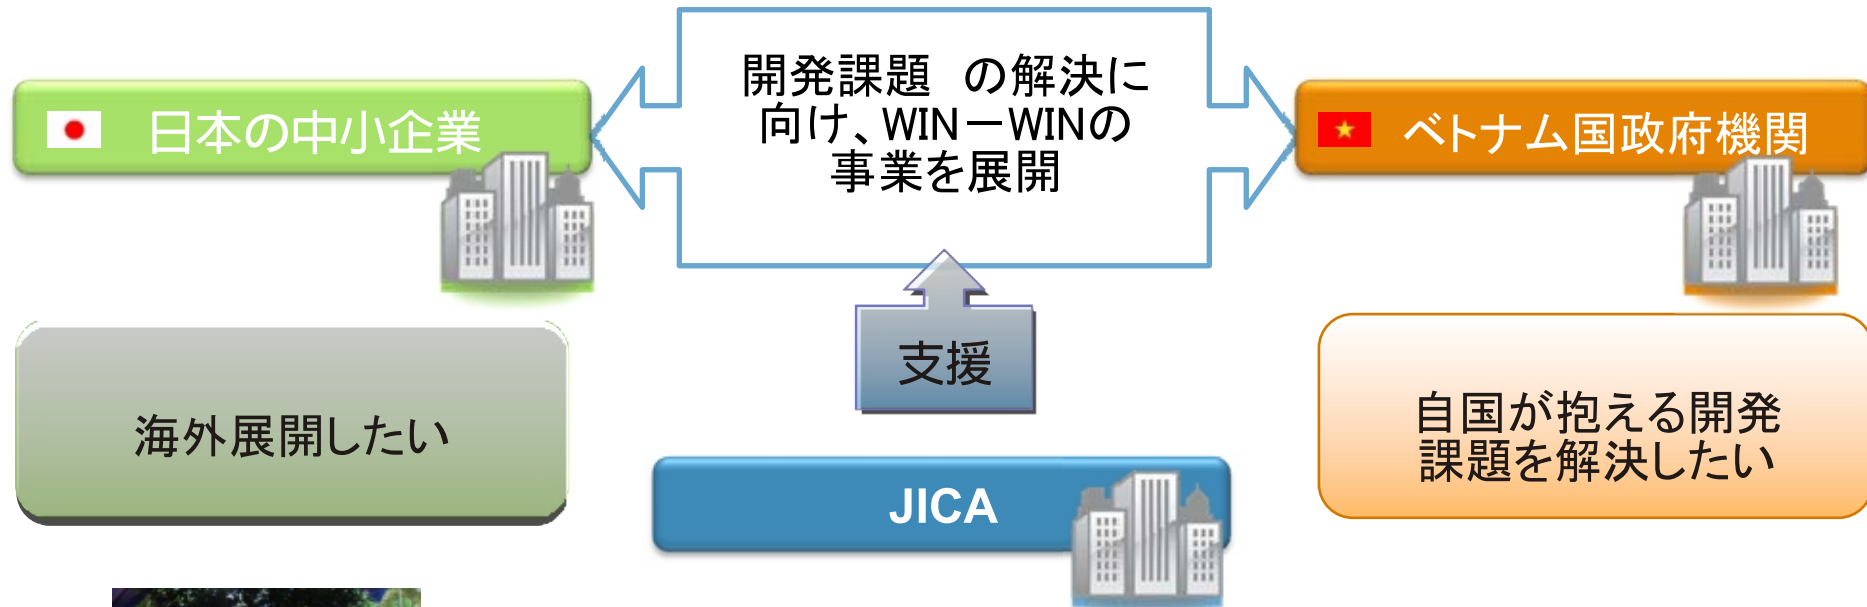 開発課題　の解決に
向け、WIN－WINの
事業を展開
日本の中小企業
ベトナム国政府機関
支援
海外展開したい
自国が抱える開発
課題を解決したい
JICA